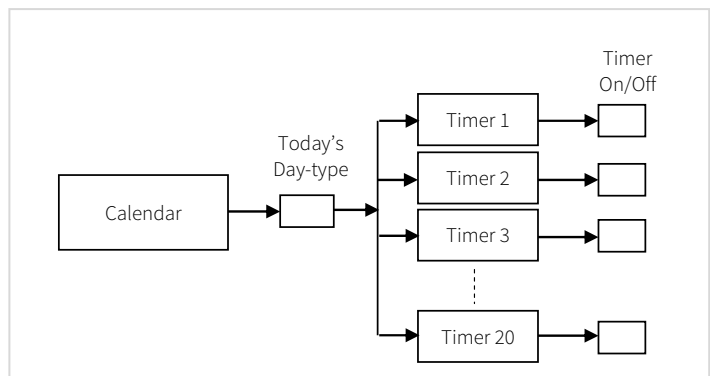 Timer
On/Off
Timer 1
Today’s
Day-type
Timer 2
Calendar
Timer 3
Timer 20